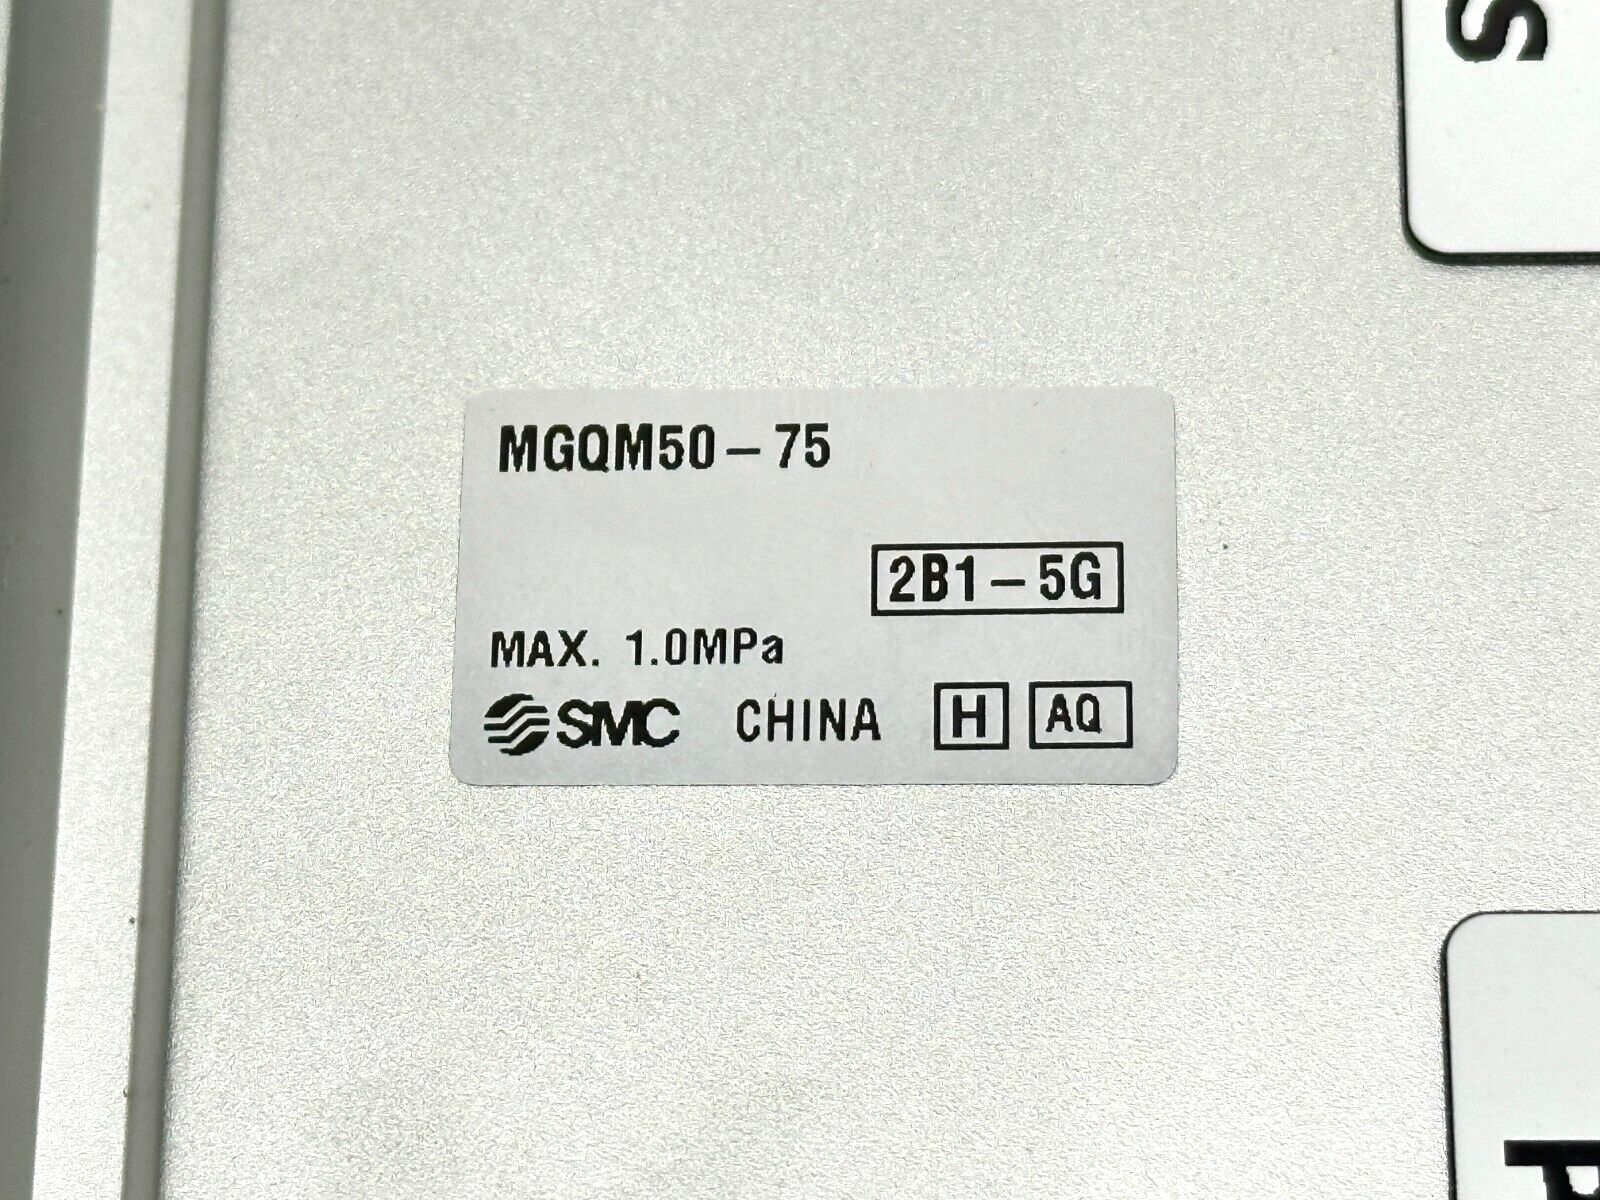 MGQM50-75
2B1-5G
MAX. 1.0MPa
SMC CHINA H AQ
S